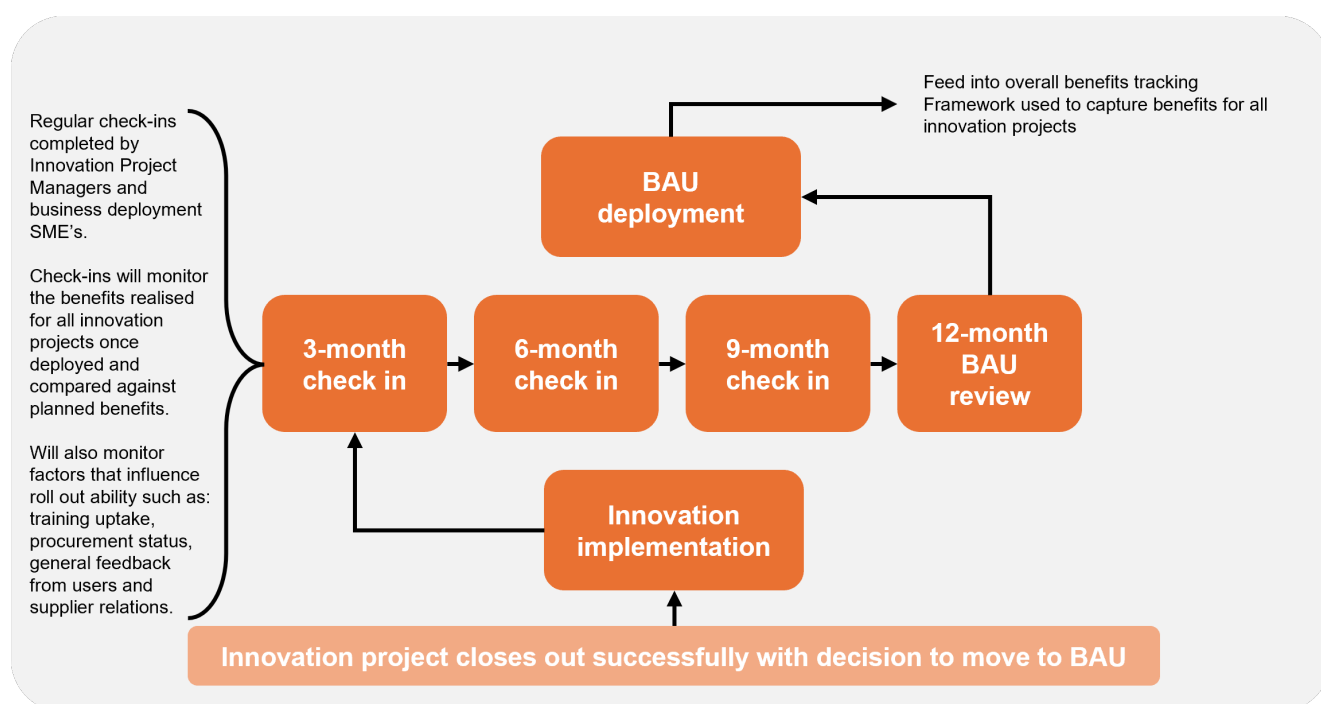 Feed into overall benefits tracking
Framework used to capture benefits for all
innovation projects
Regular check-ins
completed by
Innovation Project
Managers and
business deployment
SME's.
Check-ins will monitor
the benefits realised
for all innovation
projects once
deployed and
compared against
planned benefits.
Will also monitor
factors that influence
roll out ability such as:
training uptake,
procurement status,
general feedback
from users and
supplier relations.
BAU
deployment
3-month
check in
6-month
check in
9-month
check in
12-month
BAU
review
Innovation
implementation
Innovation project closes out successfully with decision to move to BAU